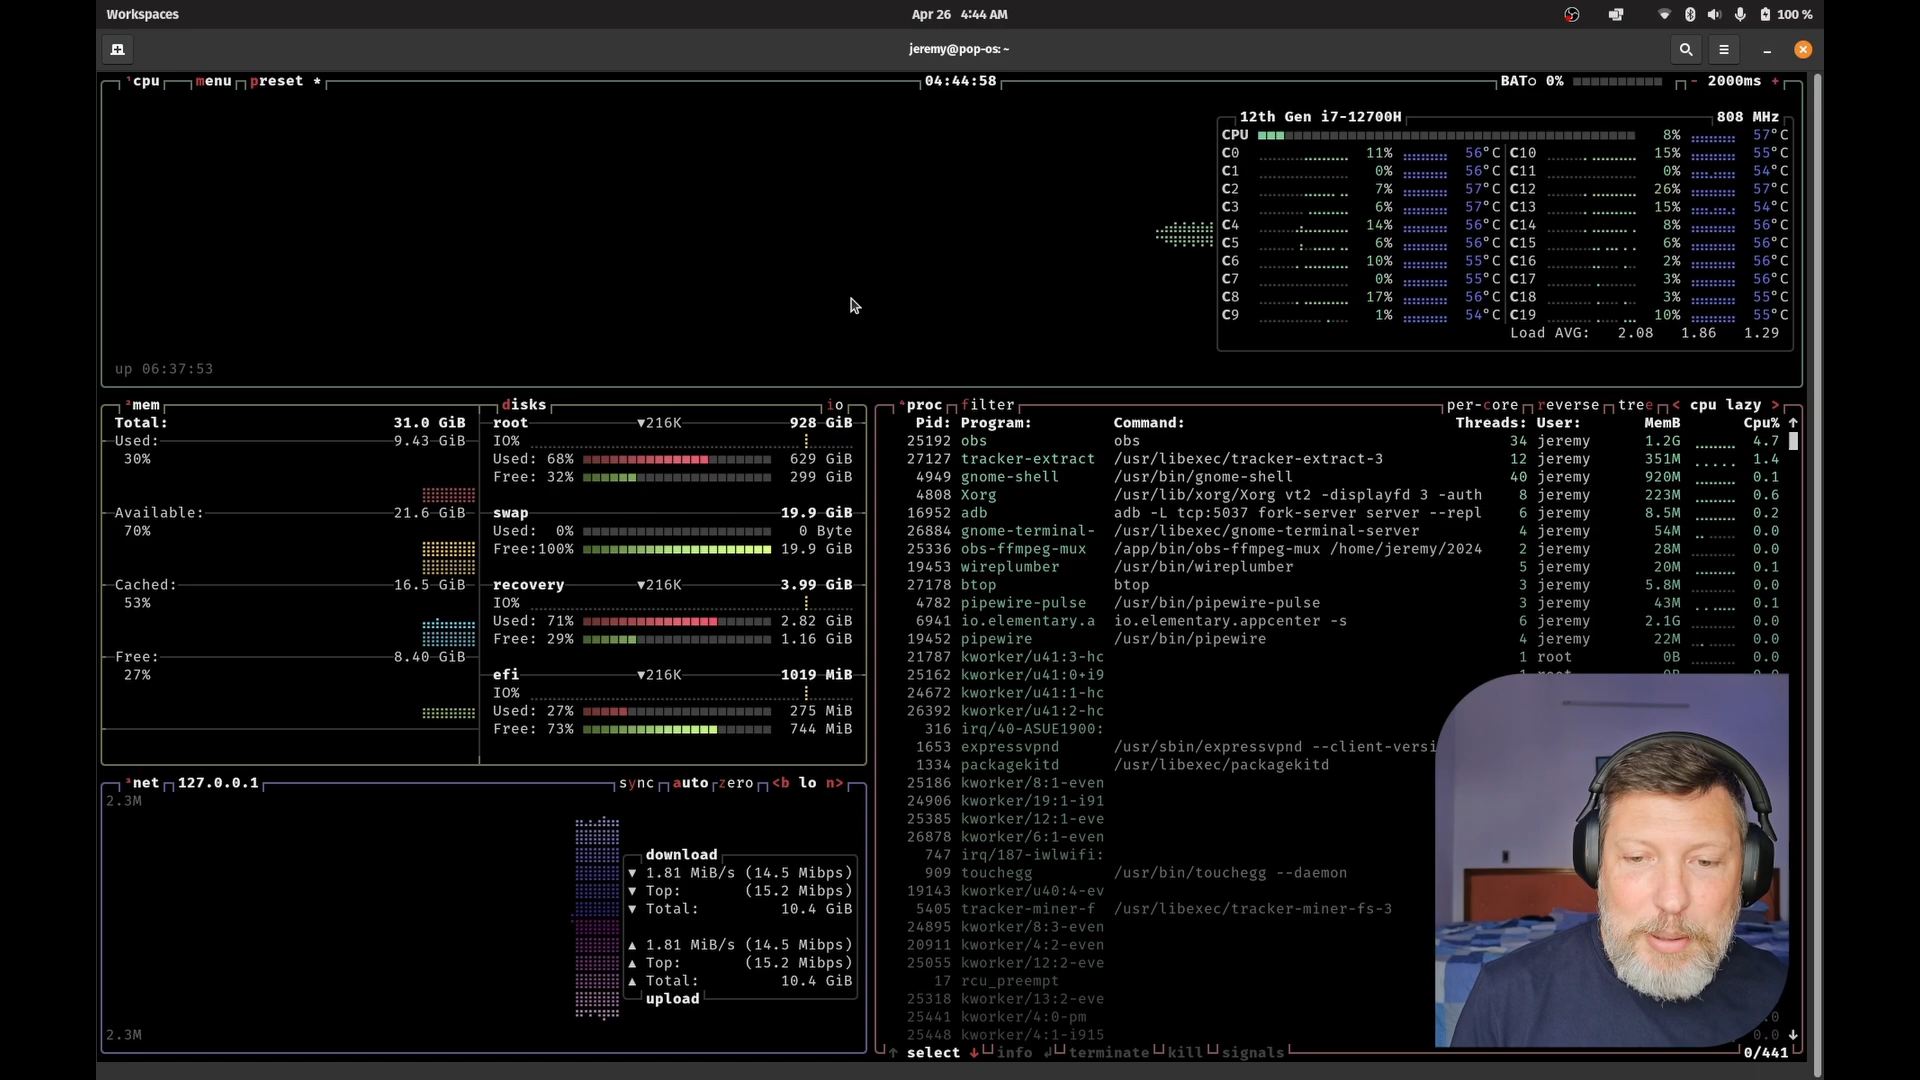 Workspaces
Apr 26 4:44 AM
100 %
jeremy@pop-os: ~
¹cpu menu preset * 04:44:58 BAT○ 0% - 2000ms +
12th Gen i7-12700H 808 MHz
CPU 8% 57°C
C0 11% 56°C C10 15% 55°C
C1 0% 56°C C11 0% 54°C
C2 7% 57°C C12 26% 57°C
C3 6% 57°C C13 15% 54°C
C4 14% 56°C C14 8% 56°C
C5 6% 56°C C15 6% 56°C
C6 10% 55°C C16 2% 56°C
C7 0% 55°C C17 3% 56°C
C8 17% 56°C C18 3% 55°C
C9 1% 54°C C19 10% 55°C
Load AVG: 2.08 1.86 1.29
up 06:37:53
²mem
Total: 31.0 GiB
Used: 9.43 GiB
30%
Available: 21.6 GiB
70%
Cached: 16.5 GiB
53%
Free: 8.40 GiB
27%
disks io
root ▼216K 928 GiB
IO%
Used: 68% 629 GiB
Free: 32% 299 GiB
swap 19.9 GiB
Used: 0% 0 Byte
Free:100% 19.9 GiB
recovery ▼216K 3.99 GiB
IO%
Used: 71% 2.82 GiB
Free: 29% 1.16 GiB
efi ▼216K 1019 MiB
IO%
Used: 27% 275 MiB
Free: 73% 744 MiB
³net 127.0.0.1 sync auto zero <b lo n>
2.3M
download
▼ 1.81 MiB/s (14.5 Mibps)
▼ Top: (15.2 Mibps)
▼ Total: 10.4 GiB
▲ 1.81 MiB/s (14.5 Mibps)
▲ Top: (15.2 Mibps)
▲ Total: 10.4 GiB
upload
2.3M
⁴proc filter per-core reverse tree < cpu lazy >
Pid: Program: Command: Threads: User: MemB Cpu% ↑
25192 obs obs 34 jeremy 1.2G 4.7
27127 tracker-extract /usr/libexec/tracker-extract-3 12 jeremy 351M 1.4
4949 gnome-shell /usr/bin/gnome-shell 40 jeremy 920M 0.1
4808 Xorg /usr/lib/xorg/Xorg vt2 -displayfd 3 -auth 8 jeremy 223M 0.6
16952 adb adb -L tcp:5037 fork-server server --repl 6 jeremy 8.5M 0.2
26884 gnome-terminal- /usr/libexec/gnome-terminal-server 4 jeremy 54M 0.0
25336 obs-ffmpeg-mux /app/bin/obs-ffmpeg-mux /home/jeremy/2024 2 jeremy 28M 0.0
19453 wireplumber /usr/bin/wireplumber 5 jeremy 20M 0.1
27178 btop btop 3 jeremy 5.8M 0.0
4782 pipewire-pulse /usr/bin/pipewire-pulse 3 jeremy 43M 0.1
6941 io.elementary.a io.elementary.appcenter -s 6 jeremy 2.1G 0.0
19452 pipewire /usr/bin/pipewire 4 jeremy 22M 0.0
21787 kworker/u41:3-hc 1 root 0B 0.0
25162 kworker/u41:0+i9
24672 kworker/u41:1-hc
26392 kworker/u41:2-hc
316 irq/40-ASUE1900:
1653 expressvpnd /usr/sbin/expressvpnd --client-versi
1334 packagekitd /usr/libexec/packagekitd
25186 kworker/8:1-even
24906 kworker/19:1-i91
25385 kworker/12:1-eve
26878 kworker/6:1-even
747 irq/187-iwlwifi:
909 touchegg /usr/bin/touchegg --daemon
19143 kworker/u40:4-ev
5405 tracker-miner-f /usr/libexec/tracker-miner-fs-3
24895 kworker/8:3-even
20911 kworker/4:2-even
25055 kworker/12:2-eve
17 rcu_preempt
25318 kworker/13:2-eve
25441 kworker/4:0-pm
25448 kworker/4:1-i915 0.0 ↓
↑ select ↓ info ↲ terminate kill signals 0/441